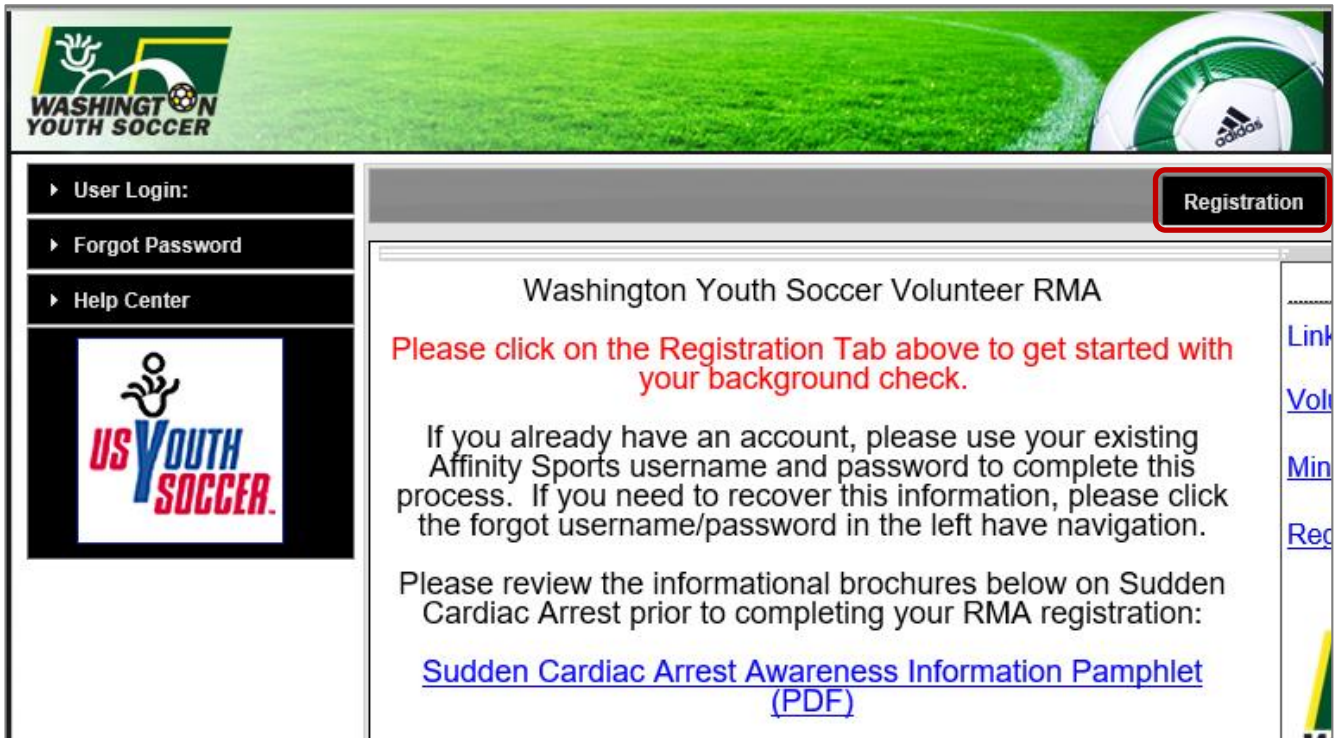 WASHINGTON
YOUTH SOCCER
adidas
User Login:
Forgot Password
Help Center
US YOUTH
SOCCER.
Registration
Washington Youth Soccer Volunteer RMA
Please click on the Registration Tab above to get started with
your background check.
If you already have an account, please use your existing
Affinity Sports username and password to complete this
process. If you need to recover this information, please click
the forgot username/password in the left have navigation.
Please review the informational brochures below on Sudden
Cardiac Arrest prior to completing your RMA registration:
Sudden Cardiac Arrest Awareness Information Pamphlet
(PDF)
Link
Min